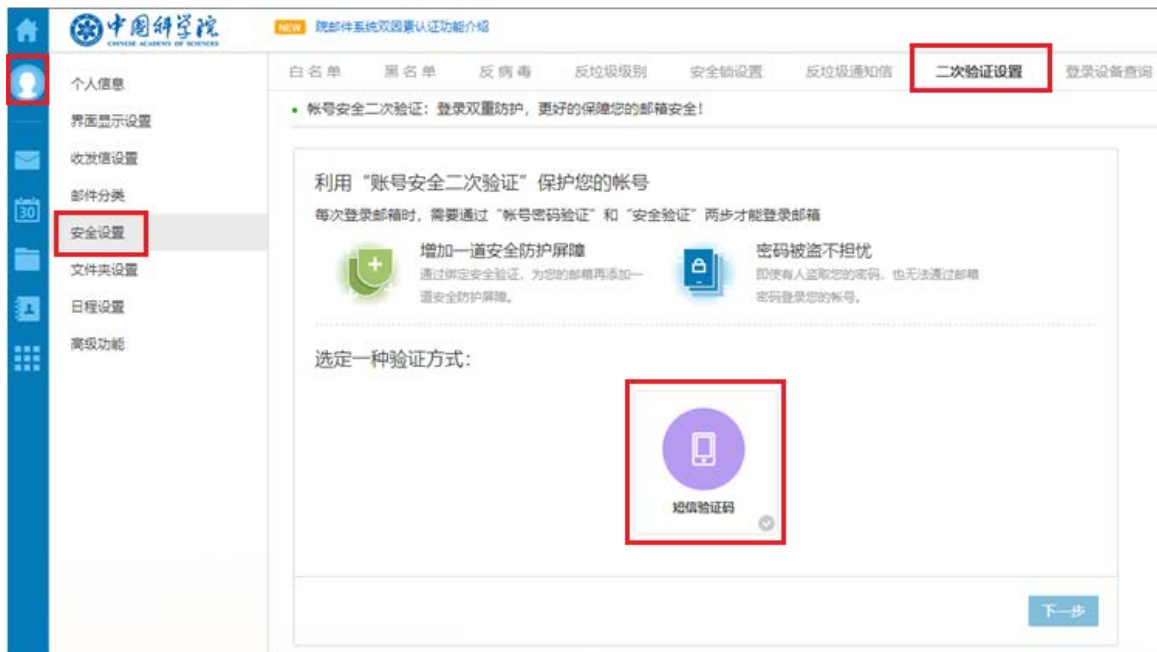 中国科学院
CHINESE ACADEMY OF SCIENCES
NEW 院邮件系统双因素认证功能介绍
个人信息
界面显示设置
收发信设置
邮件分类
安全设置
文件夹设置
日程设置
高级功能
30
白名单 黑名单 反病毒 反垃圾级别 安全锁设置 反垃圾通知信 二次验证设置 登录设备查询
帐号安全二次验证：登录双重防护，更好的保障您的邮箱安全！
利用“账号安全二次验证”保护您的帐号
每次登录邮箱时，需要通过“帐号密码验证”和“安全验证”两步才能登录邮箱
增加一道安全防护屏障
通过绑定安全验证，为您的邮箱再添加一
道安全防护屏障。
密码被盗不担忧
即使有人盗取您的密码，也无法通过邮箱
密码登录您的帐号。
选定一种验证方式：
短信验证码
下一步